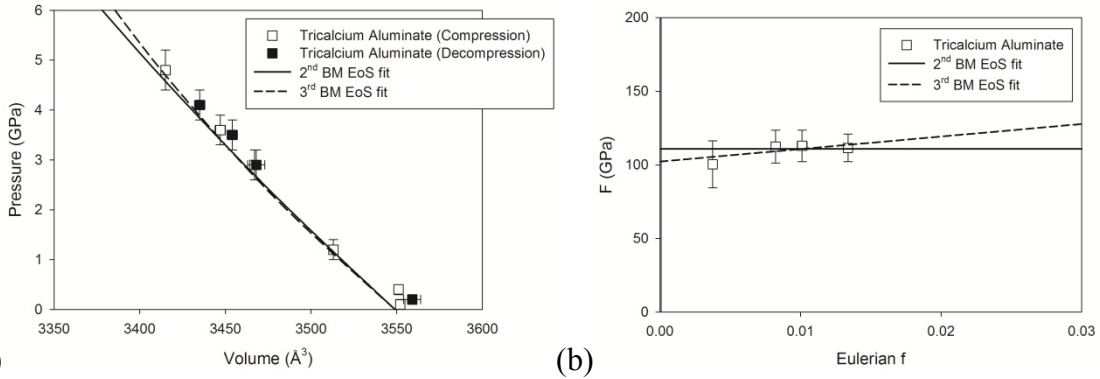 6
5
4
3
2
1
0
Pressure (GPa)
□ Tricalcium Aluminate (Compression)
■ Tricalcium Aluminate (Decompression)
2nd BM EoS fit
3rd BM EoS fit
3350 3400 3450 3500 3550 3600
Volume (Å3)
)
(b)
200
150
100
50
0
F (GPa)
□ Tricalcium Aluminate
2nd BM EoS fit
3rd BM EoS fit
0.00 0.01 0.02 0.03
Eulerian f